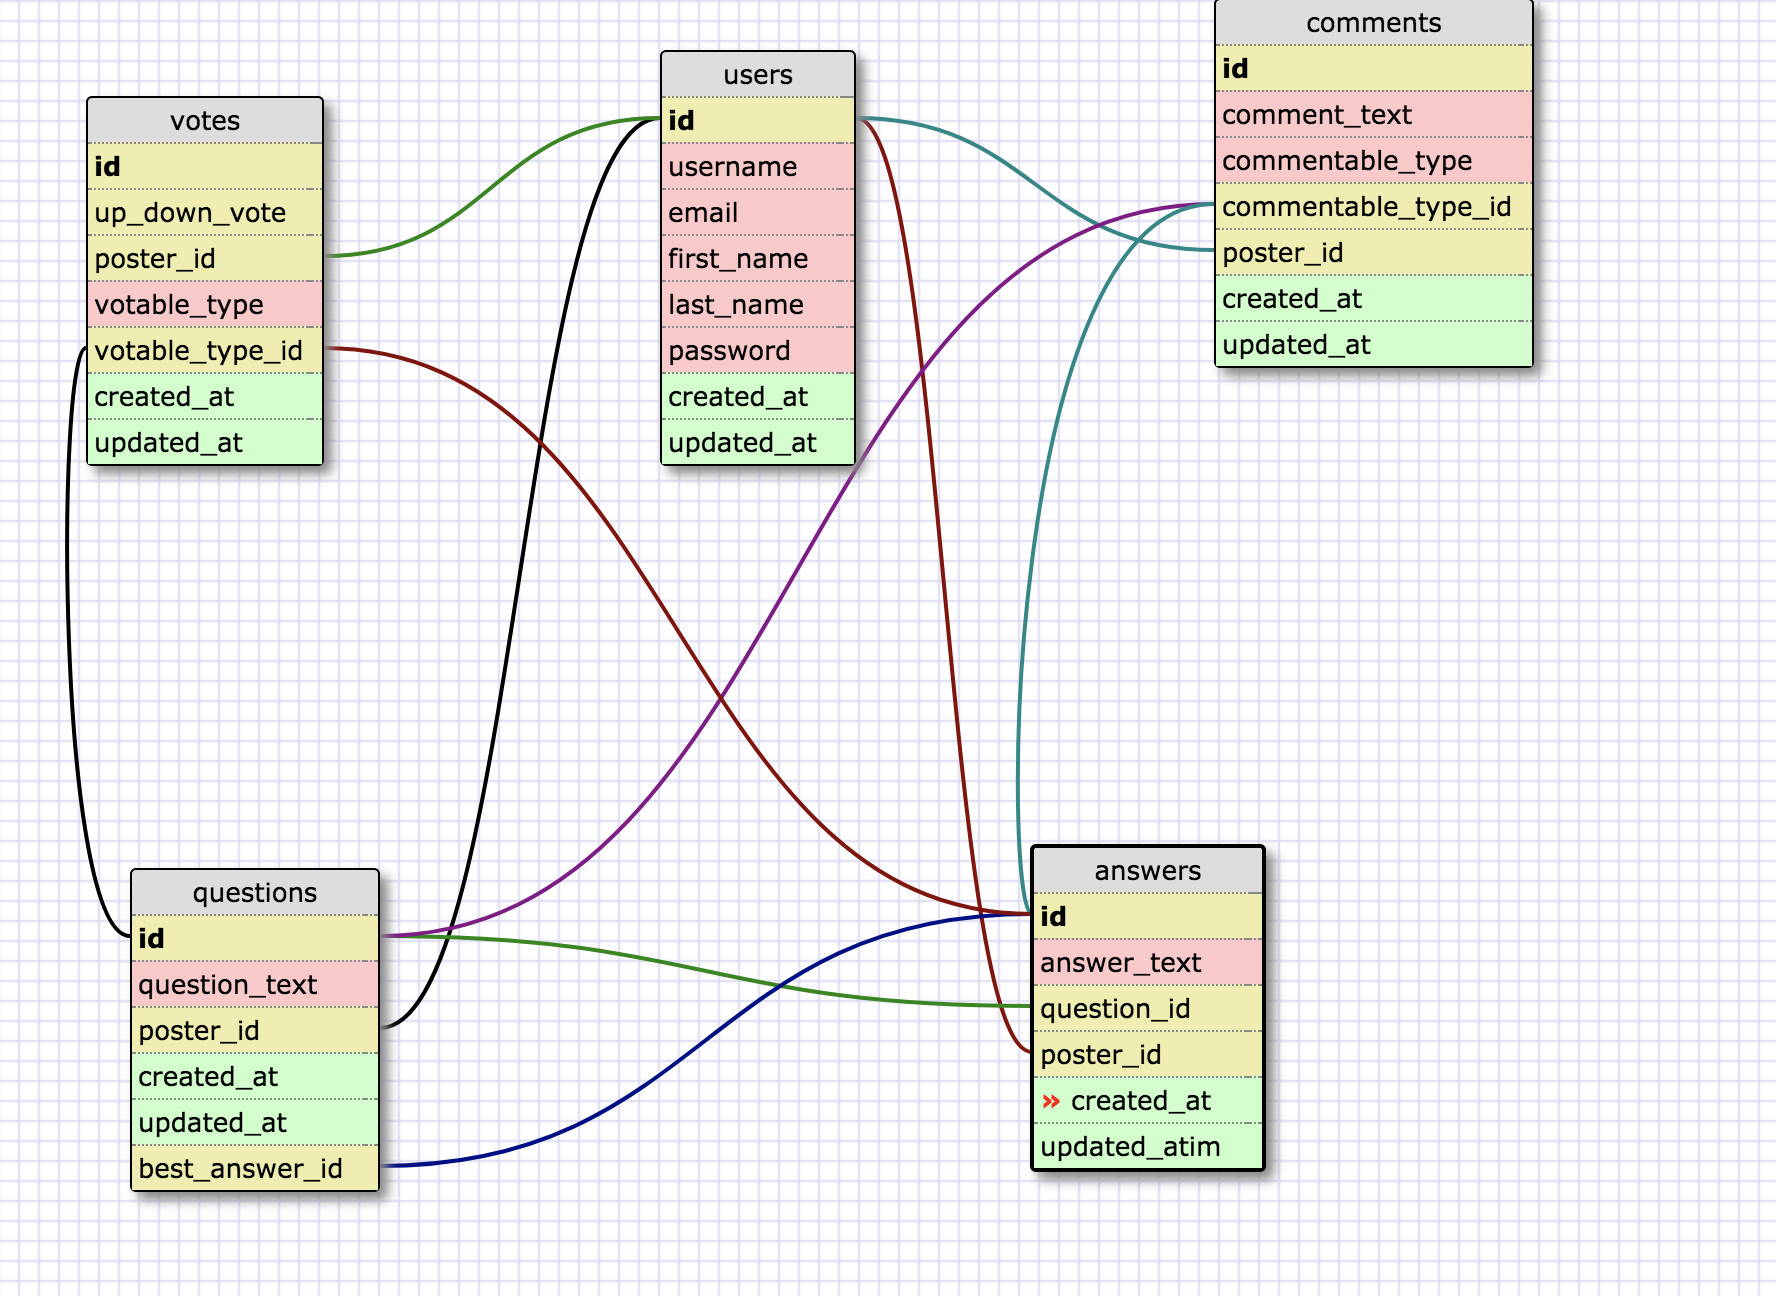 votes
id
up_down_vote
poster_id
votable_type
votable_type_id
created_at
updated_at
users
id
username
email
first_name
last_name
password
created_at
updated_at
comments
id
comment_text
commentable_type
commentable_type_id
poster_id
created_at
updated_at
questions
id
question_text
poster_id
created_at
updated_at
best_answer_id
answers
id
answer_text
question_id
poster_id
» created_at
updated_atim